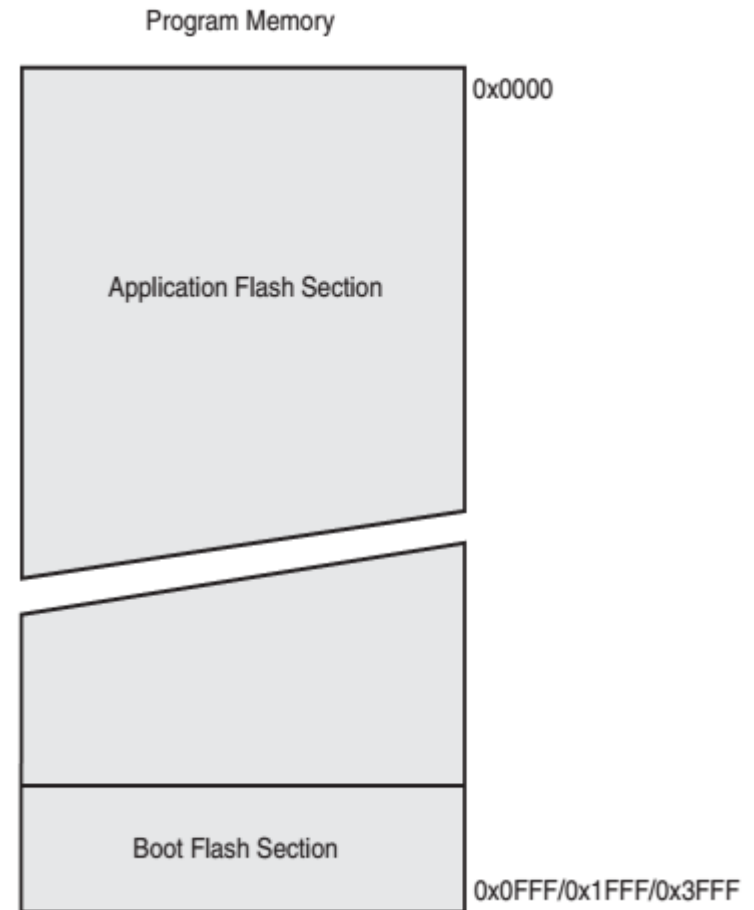 Program Memory
0x0000
Application Flash Section
Boot Flash Section
0x0FFF/0x1FFF/0x3FFF